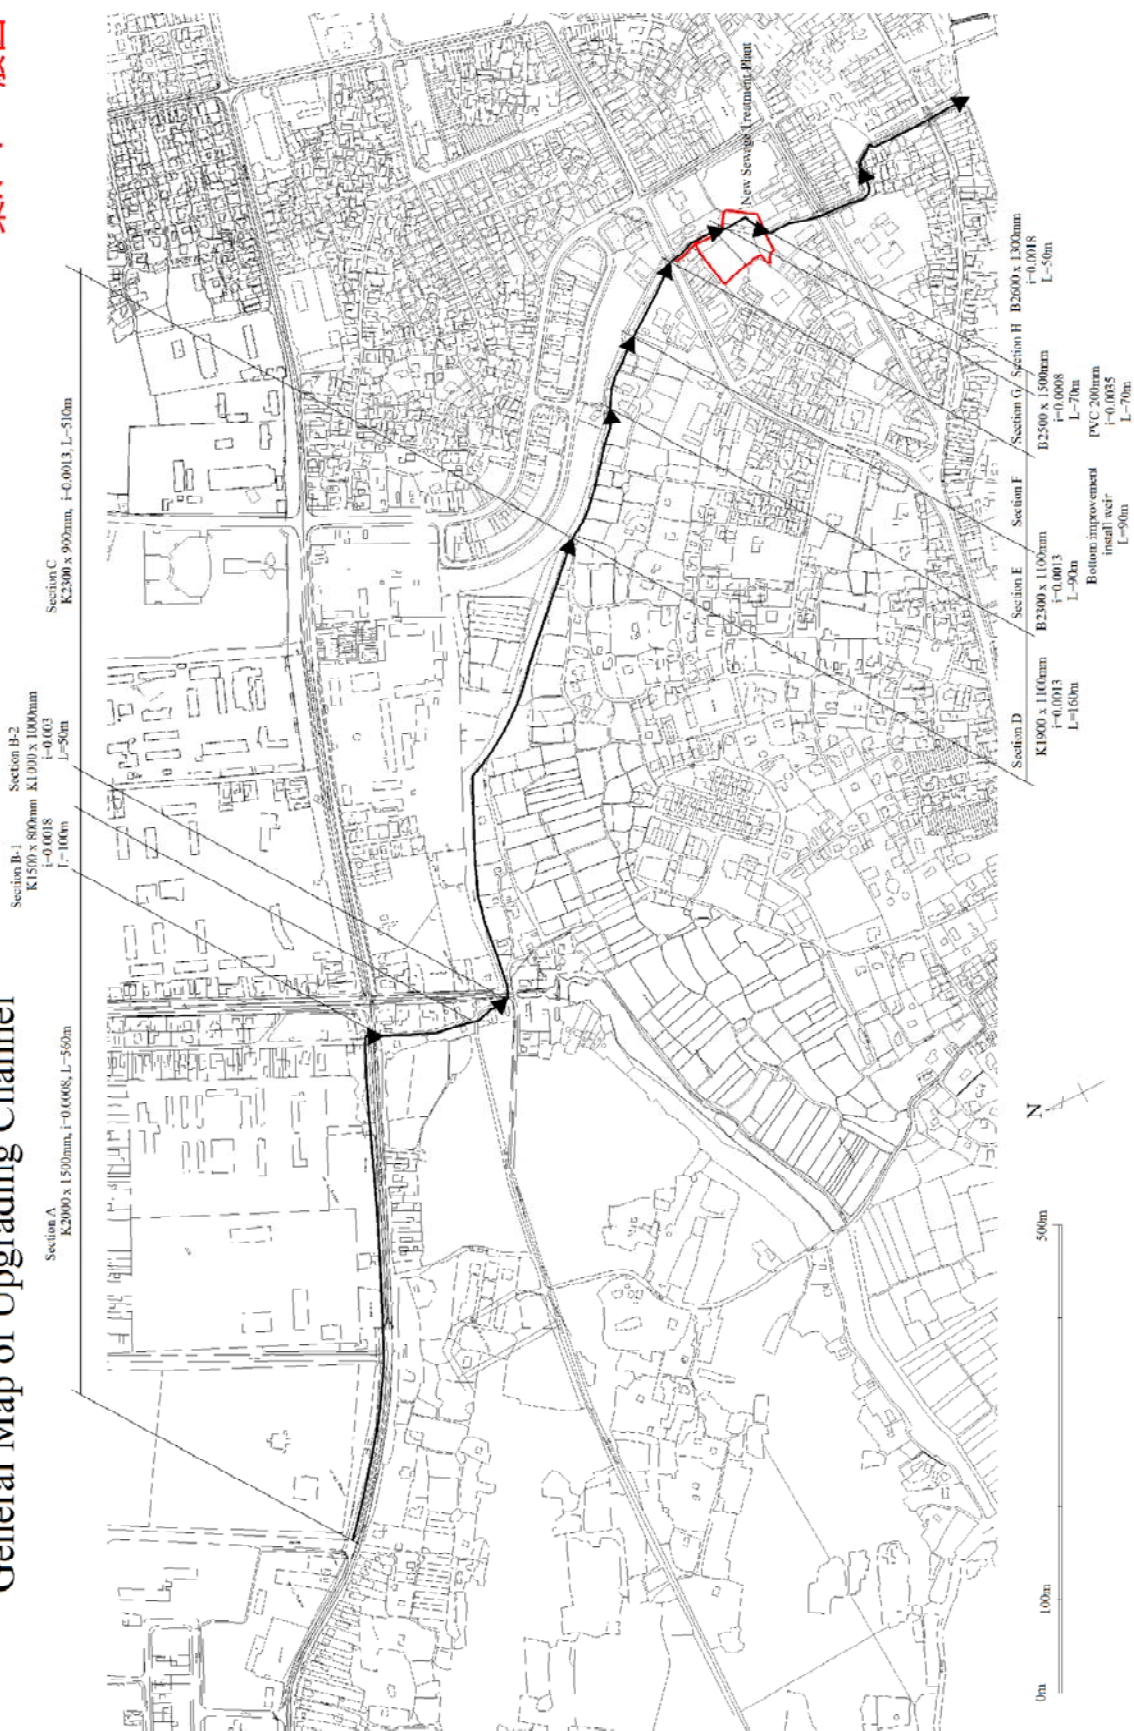 General Map of Upgrading Channel
Section A
K2000 x 1500mm, i=0.0008, L=560m
Section B-1
K1500 x 800mm
i=0.0018
L=100m
Section B-2
K1000 x 1000mm
i=0.003
L=50m
Section C
K2300 x 900mm, i=0.0013, L=510m
New Sewage Treatment Plant
Section D
K1900 x 1100mm
i=0.0013
L=160m
Section E
B2300 x 1100mm
i=0.0013
L=90m
Section F
Bottom improvement
install weir
L=90m
Section G
B2500 x 1500mm
i=0.0008
L=70m
PVC 200mm
i=0.0035
L=70m
Section H
B2600 x 1300mm
i=0.0018
L=50m
N
0m
100m
500m